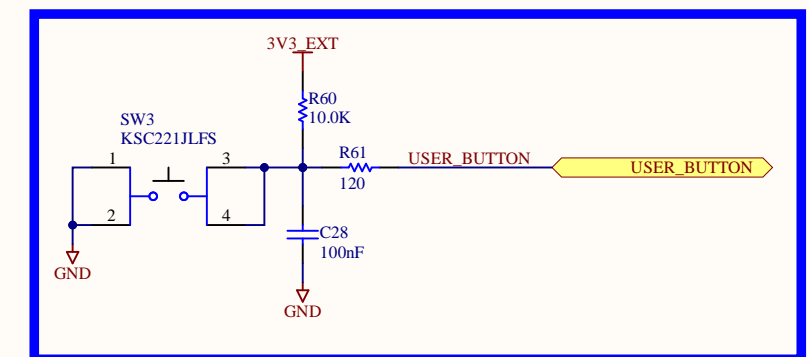 3V3_EXT
R60
10.0K
SW3
KSC221JLFS
1
3
R61
USER_BUTTON
USER_BUTTON
120
2
4
C28
100nF
GND
GND